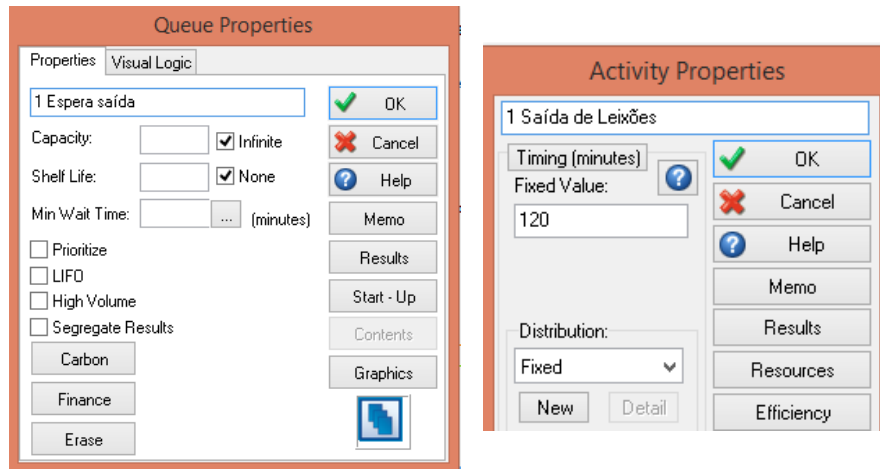 Queue Properties
Properties
Visual Logic
1 Espera saída
OK
Capacity:
Infinite
Cancel
Shelf Life:
None
Help
Min Wait Time:
...
(minutes)
Memo
Prioritize
Results
LIFO
High Volume
Start - Up
Segregate Results
Contents
Carbon
Graphics
Finance
Erase
Activity Properties
1 Saída de Leixões
Timing (minutes)
OK
Fixed Value:
120
Cancel
Help
Memo
Distribution:
Results
Fixed
Resources
New
Detail
Efficiency